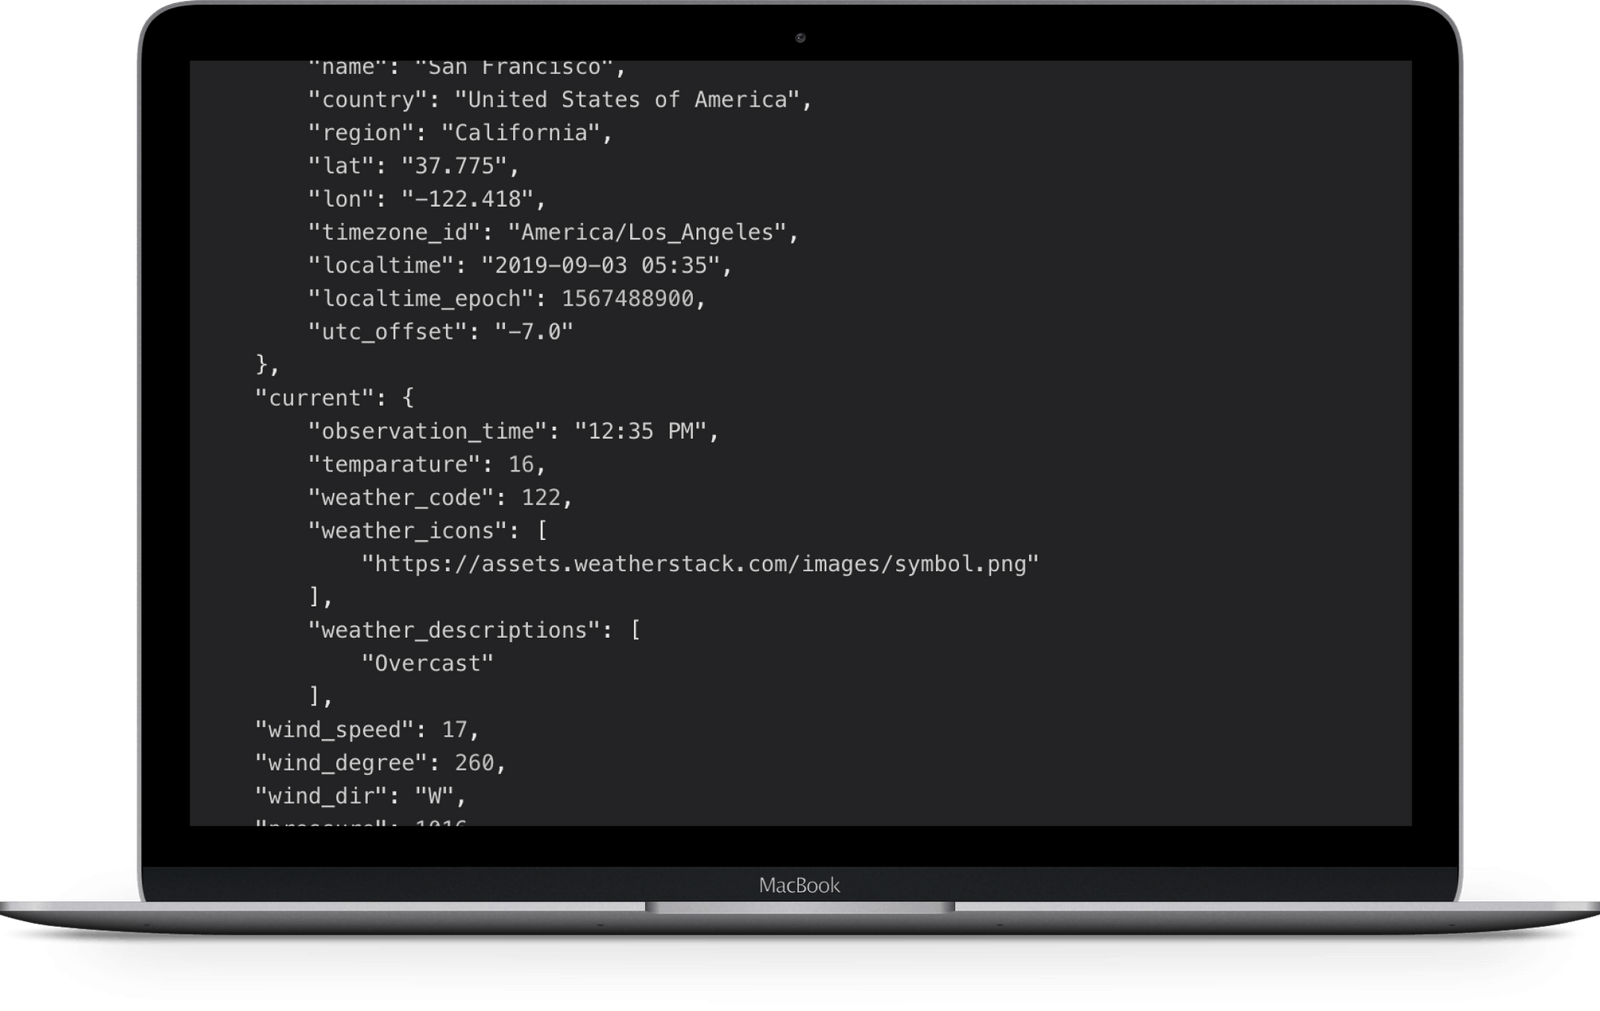 "name": "San Francisco",
"country": "United States of America",
"region": "California",
"lat": "37.775",
"lon": "-122.418",
"timezone_id": "America/Los_Angeles",
"localtime": "2019-09-03 05:35",
"localtime_epoch": 1567488900,
"utc_offset": "-7.0"
},
"current": {
"observation_time": "12:35 PM",
"temparature": 16,
"weather_code": 122,
"weather_icons": [
"https://assets.weatherstack.com/images/symbol.png"
],
"weather_descriptions": [
"Overcast"
],
"wind_speed": 17,
"wind_degree": 260,
"wind_dir": "W",
"pressure": 1016
MacBook